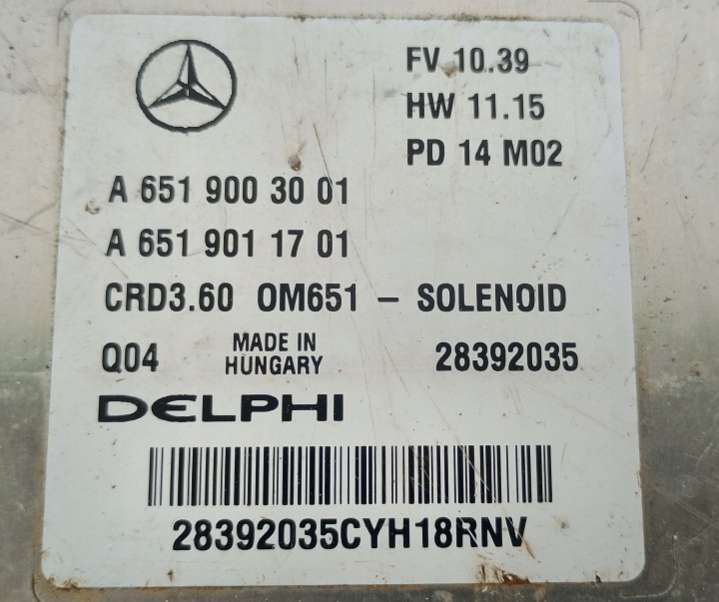 FV 10.39
HW 11.15
PD 14 M02
A 651 900 30 01
A 651 901 17 01
CRD3.60 OM651 – SOLENOID
Q04 MADE IN HUNGARY 28392035
DELPHI
28392035CYH18RNV